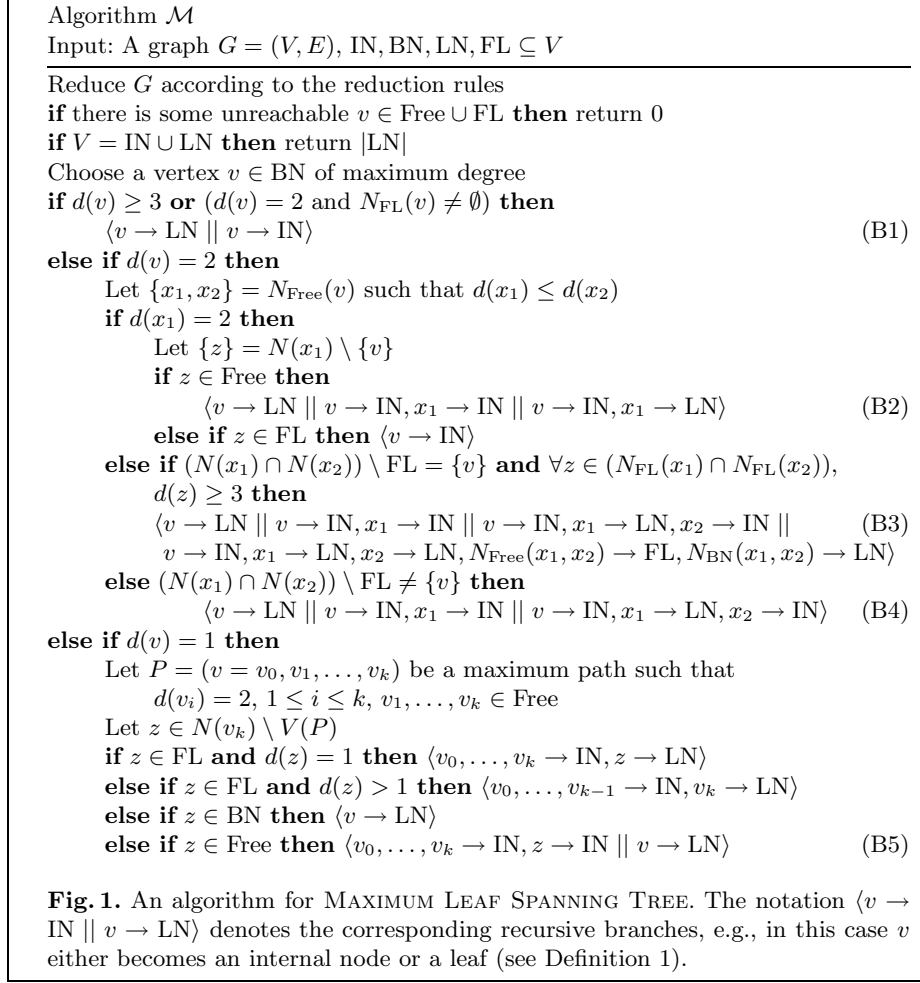 Algorithm ℳ
Input: A graph G = (V, E), IN, BN, LN, FL ⊆ V
Reduce G according to the reduction rules
if there is some unreachable v ∈ Free ∪ FL then return 0
if V = IN ∪ LN then return |LN|
Choose a vertex v ∈ BN of maximum degree
if d(v) ≥ 3 or (d(v) = 2 and N_FL(v) ≠ ∅) then
⟨v → LN || v → IN⟩ (B1)
else if d(v) = 2 then
Let {x₁, x₂} = N_Free(v) such that d(x₁) ≤ d(x₂)
if d(x₁) = 2 then
Let {z} = N(x₁) \ {v}
if z ∈ Free then
⟨v → LN || v → IN, x₁ → IN || v → IN, x₁ → LN⟩ (B2)
else if z ∈ FL then ⟨v → IN⟩
else if (N(x₁) ∩ N(x₂)) \ FL = {v} and ∀z ∈ (N_FL(x₁) ∩ N_FL(x₂)),
d(z) ≥ 3 then
⟨v → LN || v → IN, x₁ → IN || v → IN, x₁ → LN, x₂ → IN || (B3)
v → IN, x₁ → LN, x₂ → LN, N_Free(x₁, x₂) → FL, N_BN(x₁, x₂) → LN⟩
else (N(x₁) ∩ N(x₂)) \ FL ≠ {v} then
⟨v → LN || v → IN, x₁ → IN || v → IN, x₁ → LN, x₂ → IN⟩ (B4)
else if d(v) = 1 then
Let P = (v = v₀, v₁, . . . , vₖ) be a maximum path such that
d(vᵢ) = 2, 1 ≤ i ≤ k, v₁, . . . , vₖ ∈ Free
Let z ∈ N(vₖ) \ V(P)
if z ∈ FL and d(z) = 1 then ⟨v₀, . . . , vₖ → IN, z → LN⟩
else if z ∈ FL and d(z) > 1 then ⟨v₀, . . . , vₖ₋₁ → IN, vₖ → LN⟩
else if z ∈ BN then ⟨v → LN⟩
else if z ∈ Free then ⟨v₀, . . . , vₖ → IN, z → IN || v → LN⟩ (B5)
Fig. 1. An algorithm for MAXIMUM LEAF SPANNING TREE. The notation ⟨v →
IN || v → LN⟩ denotes the corresponding recursive branches, e.g., in this case v
either becomes an internal node or a leaf (see Definition 1).